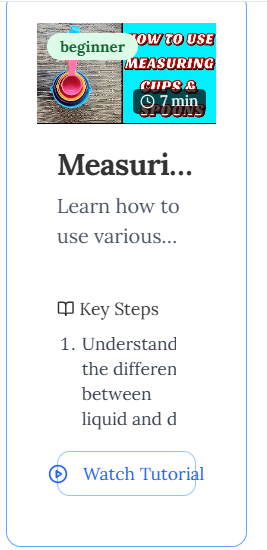 beginner
HOW TO USE
MEASURING
CUPS &
SPOONS
7 min
Measuri...
Learn how to
use various...
Key Steps
1. Understand
the differen
between
liquid and d
Watch Tutorial